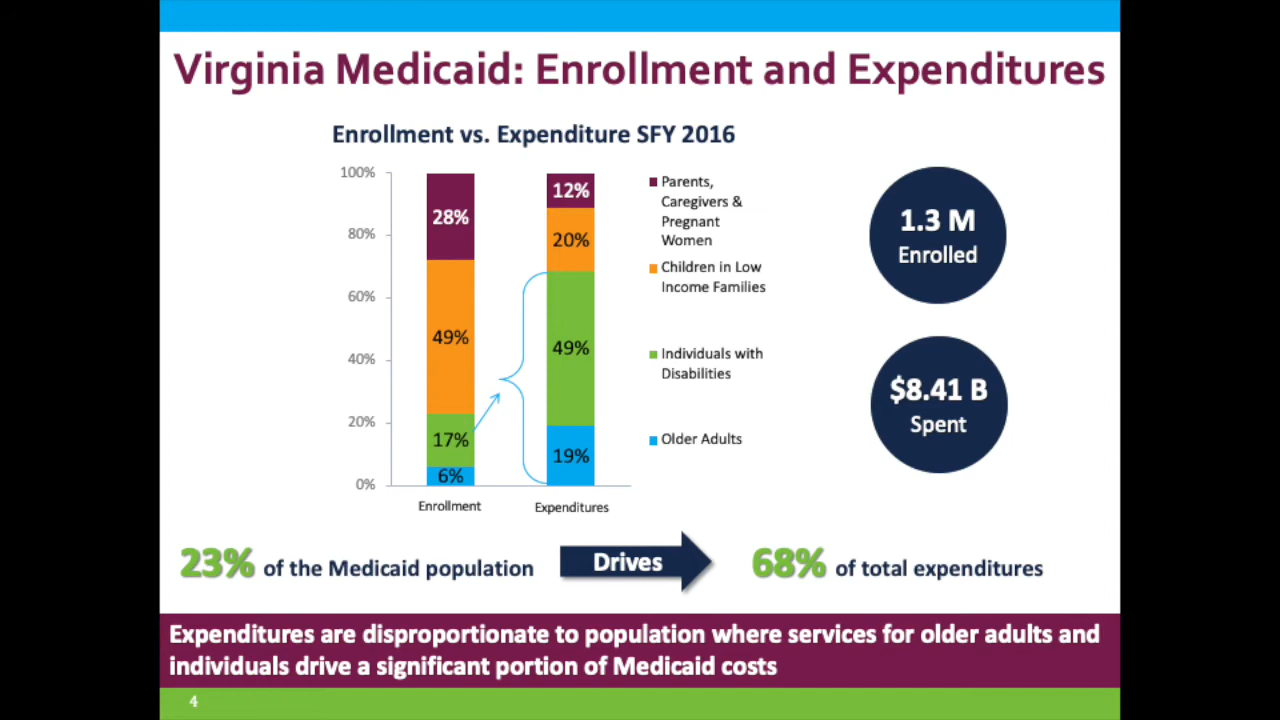 Virginia Medicaid: Enrollment and Expenditures
Enrollment vs. Expenditure SFY 2016
100%
80%
60%
40%
20%
0%
28%
49%
17%
6%
12%
20%
49%
19%
Enrollment
Expenditures
Parents,
Caregivers &
Pregnant
Women
Children in Low
Income Families
Individuals with
Disabilities
Older Adults
1.3 M
Enrolled
$8.41 B
Spent
23% of the Medicaid population
Drives
68% of total expenditures
Expenditures are disproportionate to population where services for older adults and
individuals drive a significant portion of Medicaid costs
4